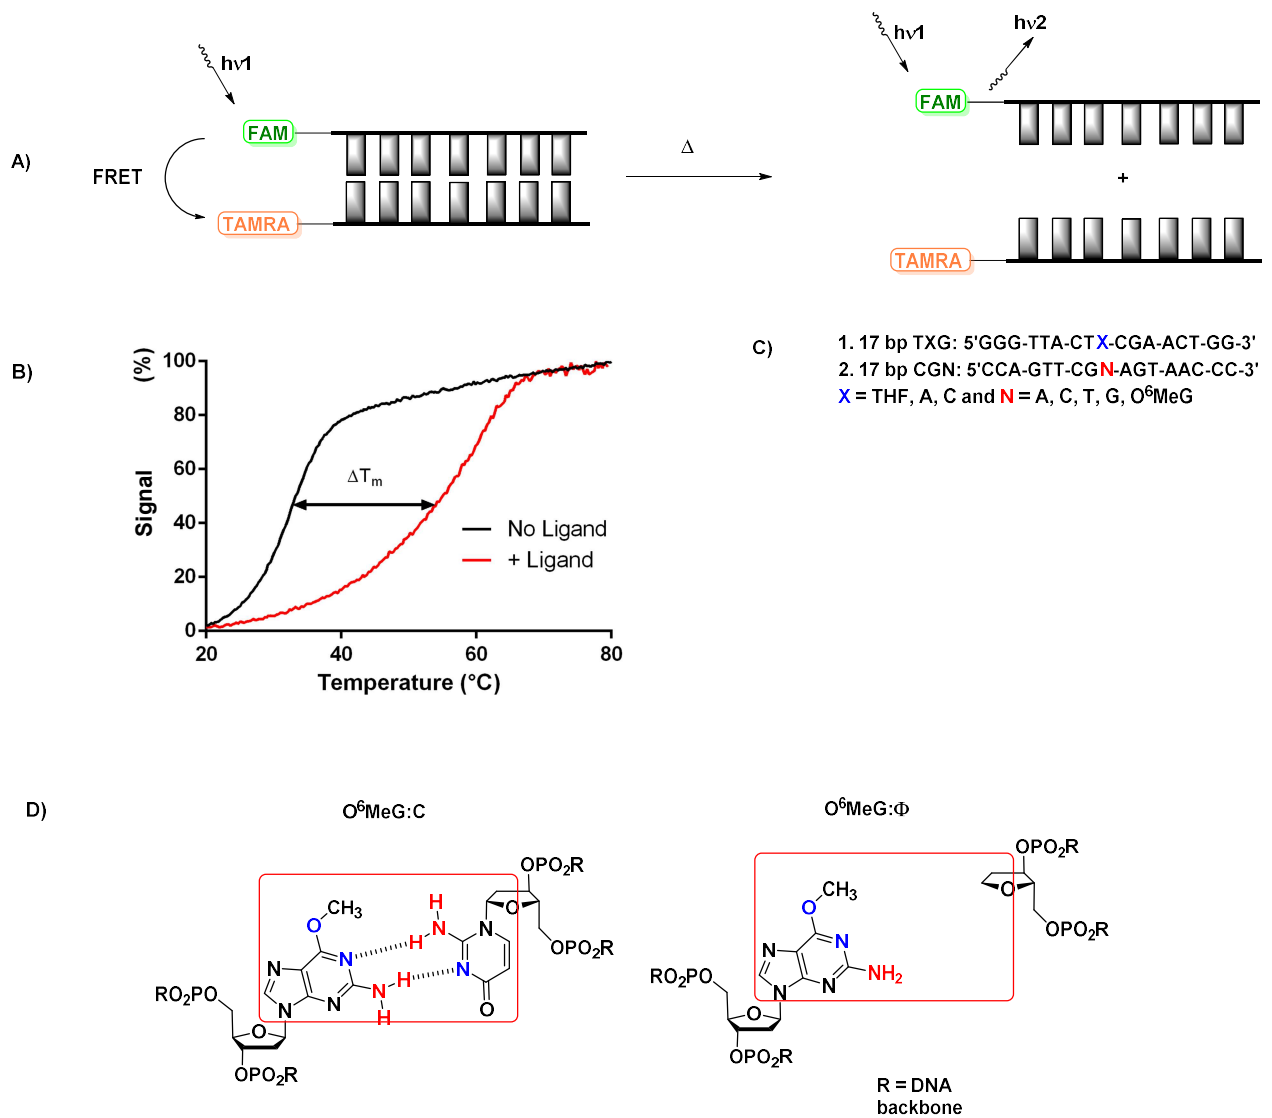 A)
hν1
FAM
FRET
TAMRA
Δ
hν1
hν2
FAM
+
TAMRA
B)
Signal (%)
100
80
60
40
20
0
ΔTm
No Ligand
+ Ligand
20 40 60 80
Temperature (°C)
C)
1. 17 bp TXG: 5'GGG-TTA-CTX-CGA-ACT-GG-3'
2. 17 bp CGN: 5'CCA-GTT-CGN-AGT-AAC-CC-3'
X = THF, A, C and N = A, C, T, G, O⁶MeG
D)
O⁶MeG:C
OPO₂R
O
OPO₂R
H
N
H
N
N
O
CH₃
O
N
N
N
N
N
H
H
RO₂PO
O
OPO₂R
O⁶MeG:Φ
OPO₂R
O
OPO₂R
CH₃
O
N
N
N
N
NH₂
RO₂PO
O
OPO₂R
R = DNA
backbone